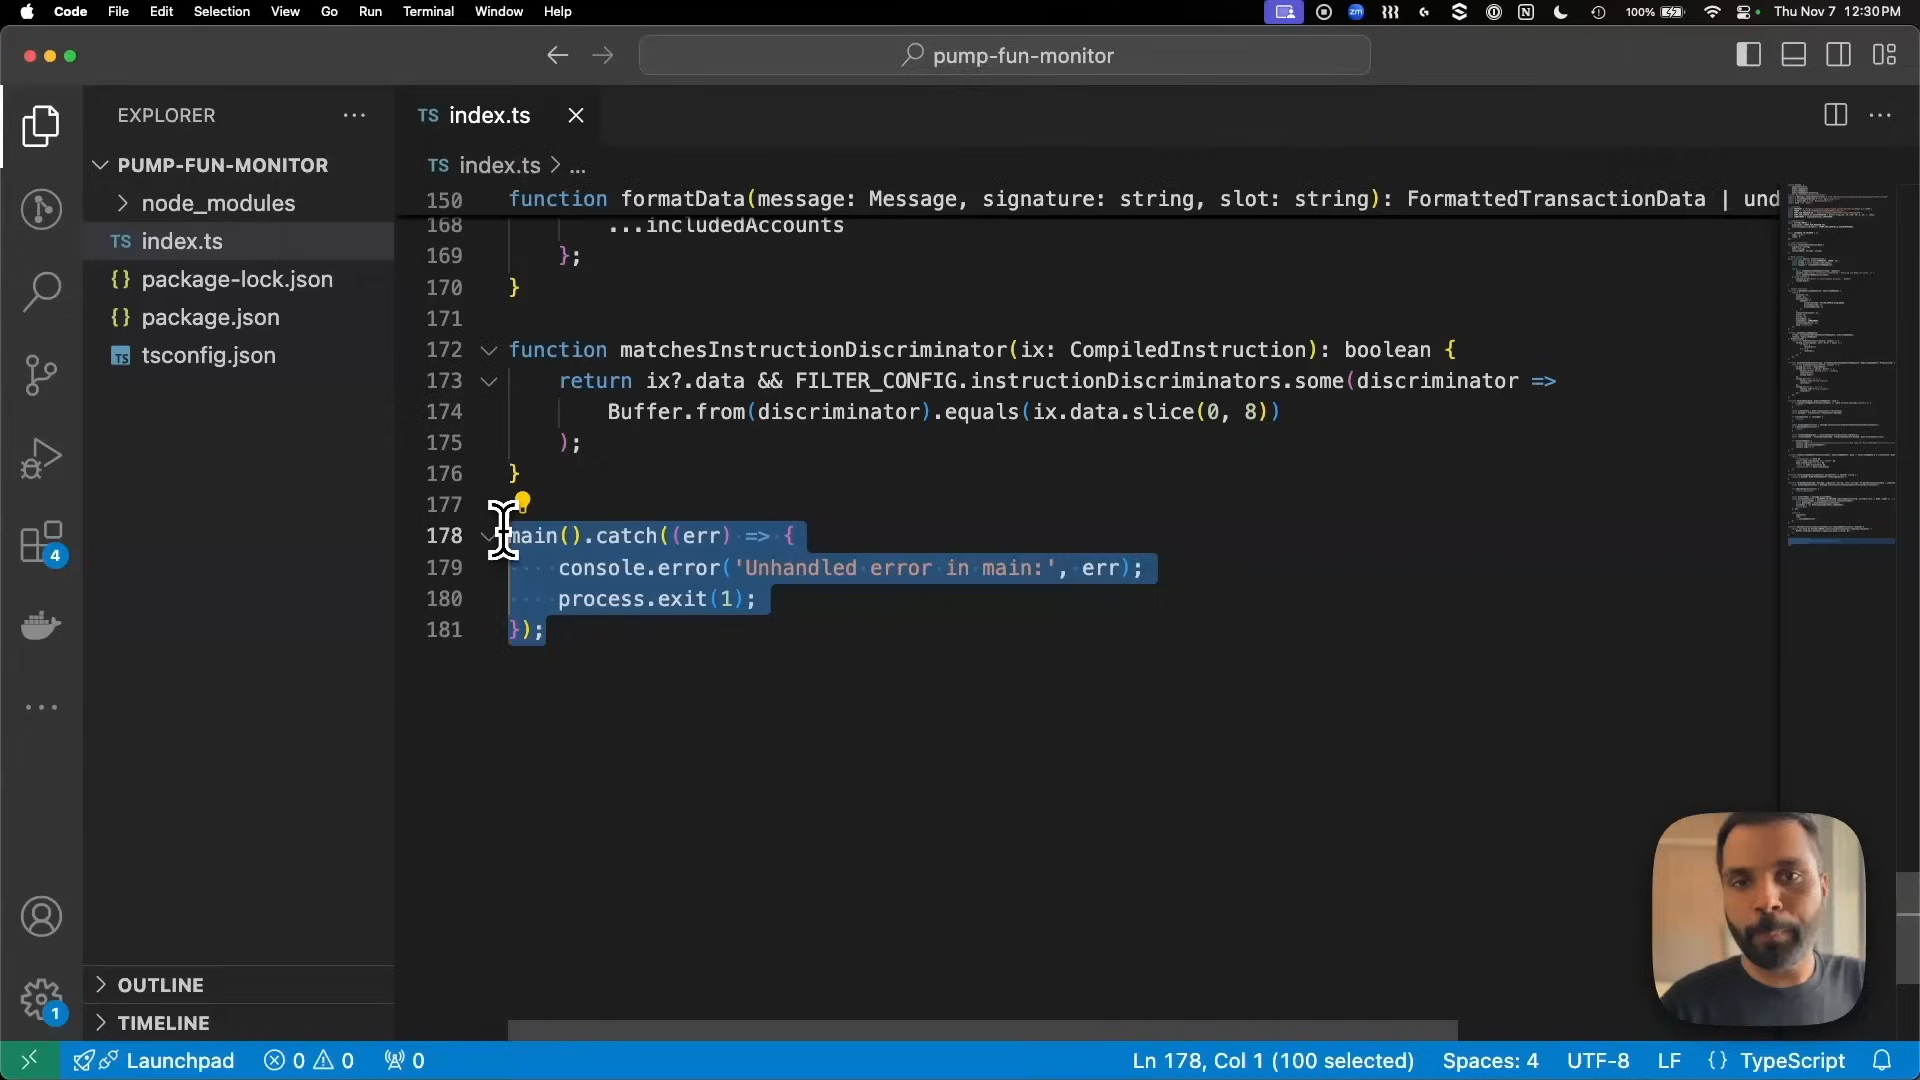 Code File Edit Selection View Go Run Terminal Window Help zm 100% Thu Nov 7 12:30 PM
pump-fun-monitor
EXPLORER ...
PUMP-FUN-MONITOR
node_modules
TS index.ts
{} package-lock.json
{} package.json
TS tsconfig.json
OUTLINE
TIMELINE
4
1
TS index.ts
TS index.ts > ...
150 function formatData(message: Message, signature: string, slot: string): FormattedTransactionData | und
168 ...includedAccounts
169 };
170 }
171
172 function matchesInstructionDiscriminator(ix: CompiledInstruction): boolean {
173 return ix?.data && FILTER_CONFIG.instructionDiscriminators.some(discriminator =>
174 Buffer.from(discriminator).equals(ix.data.slice(0, 8))
175 );
176 }
177
178 main().catch((err) => {
179 console.error('Unhandled error in main:', err);
180 process.exit(1);
181 });
Launchpad 0 0 0 Ln 178, Col 1 (100 selected) Spaces: 4 UTF-8 LF {} TypeScript